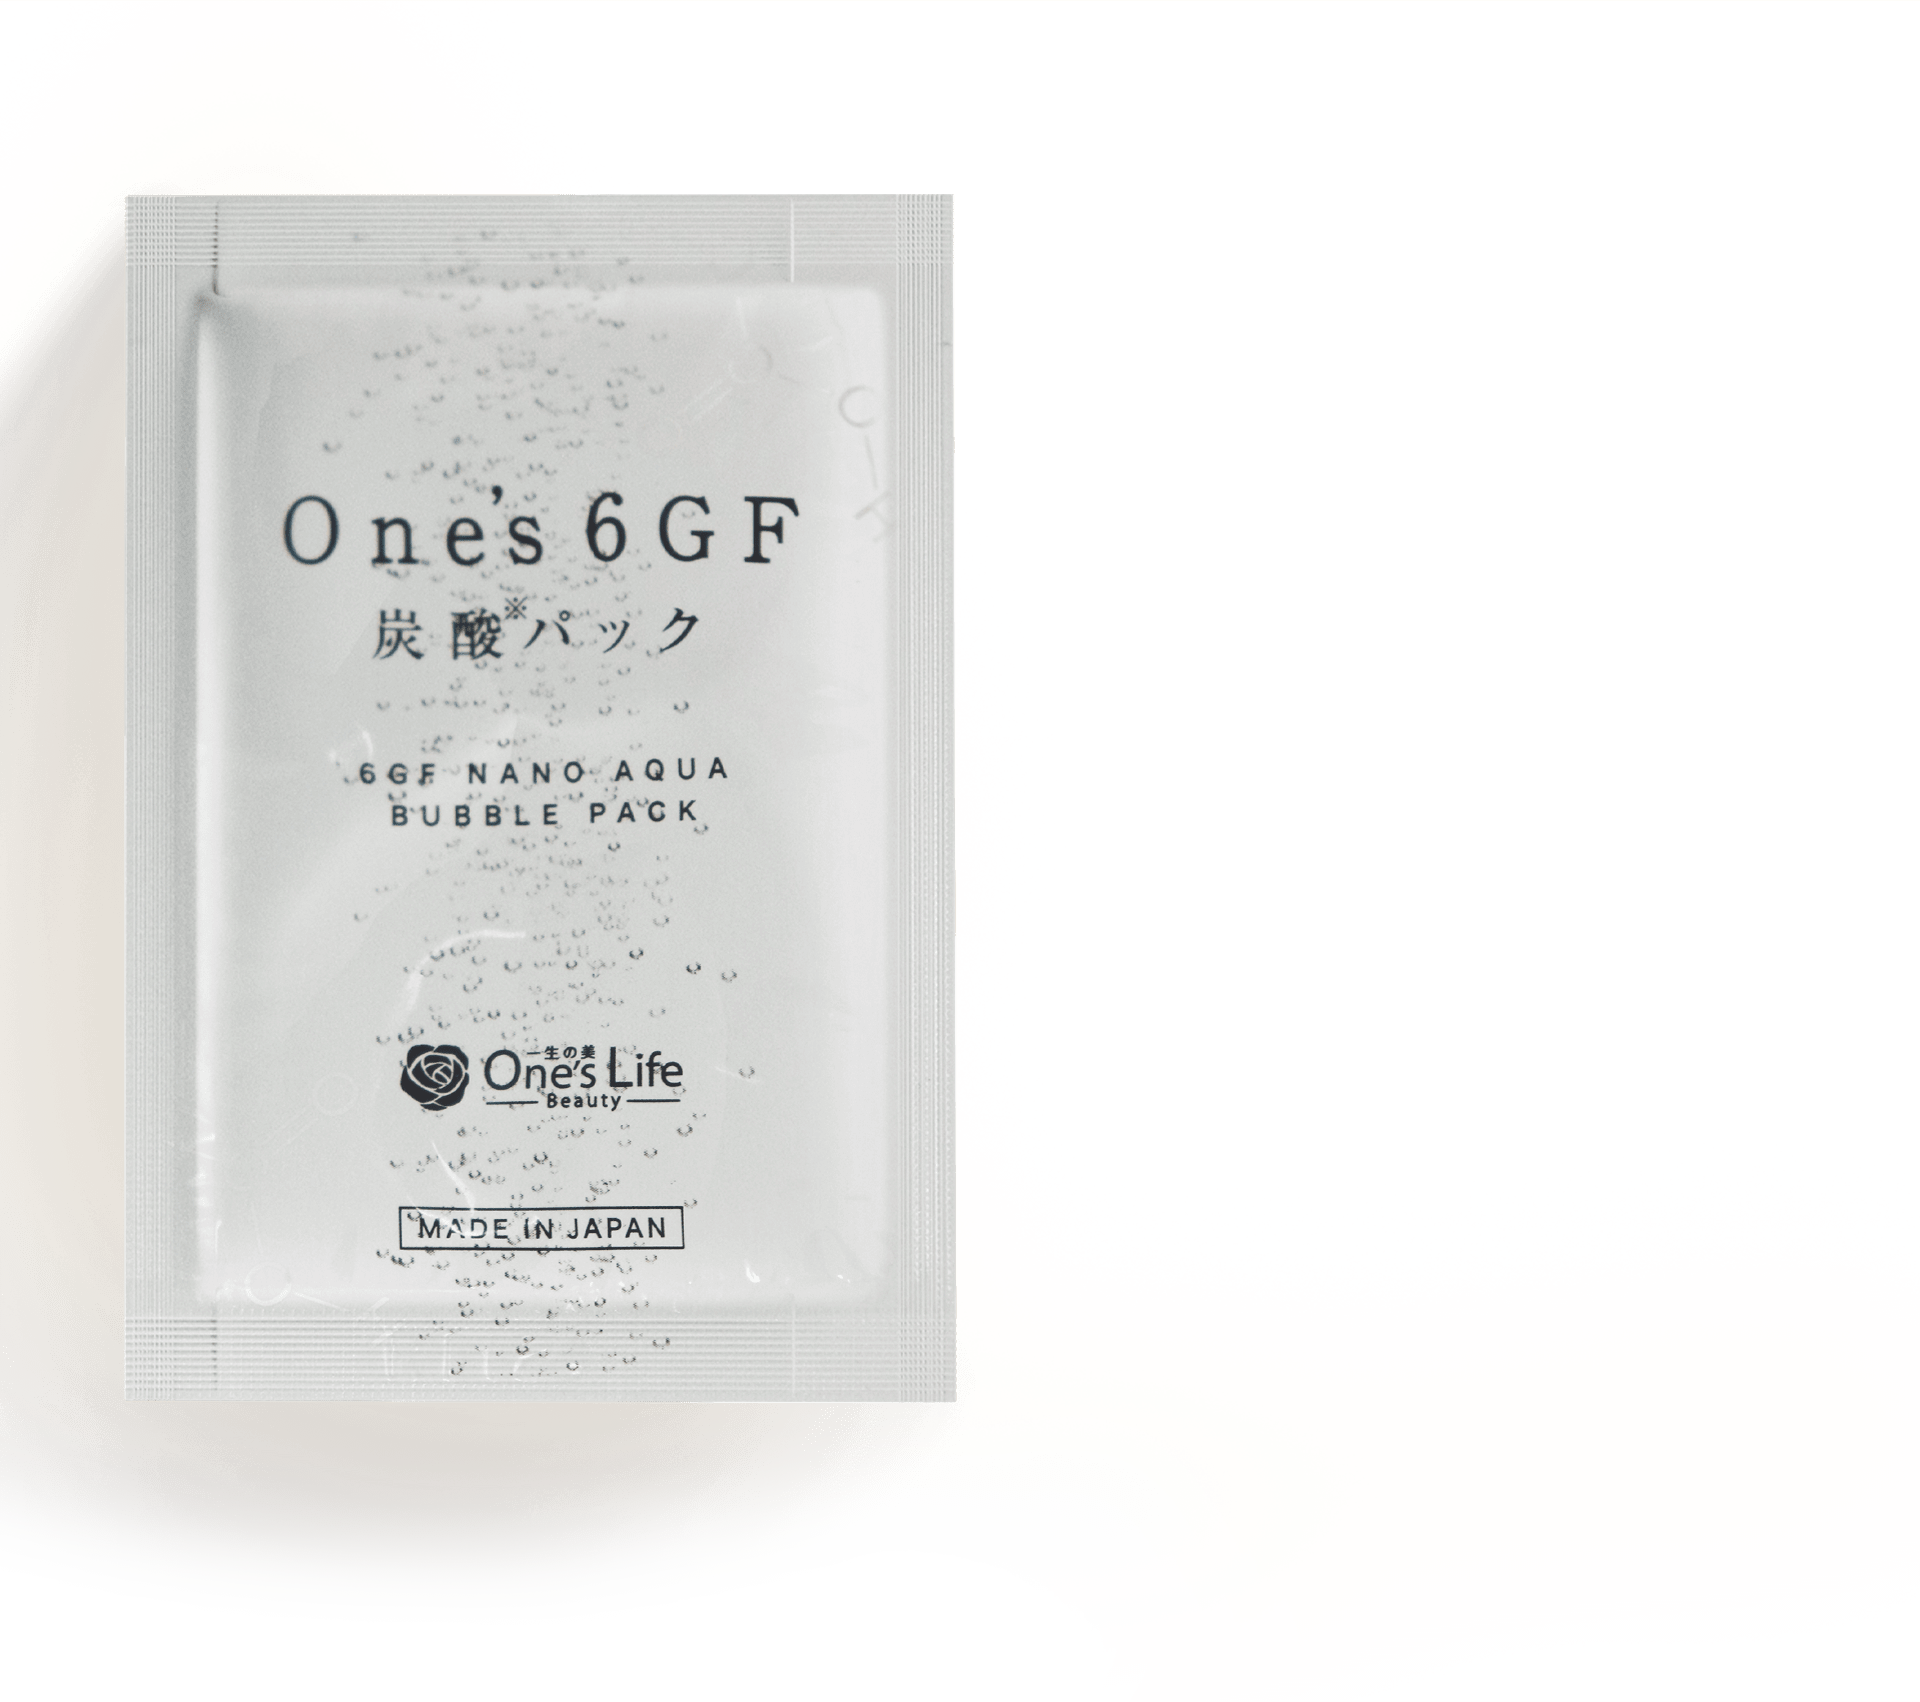 One's 6GF
炭酸※パック
6GF NANO AQUA
BUBBLE PACK
一生の美
One's Life
Beauty
MADE IN JAPAN